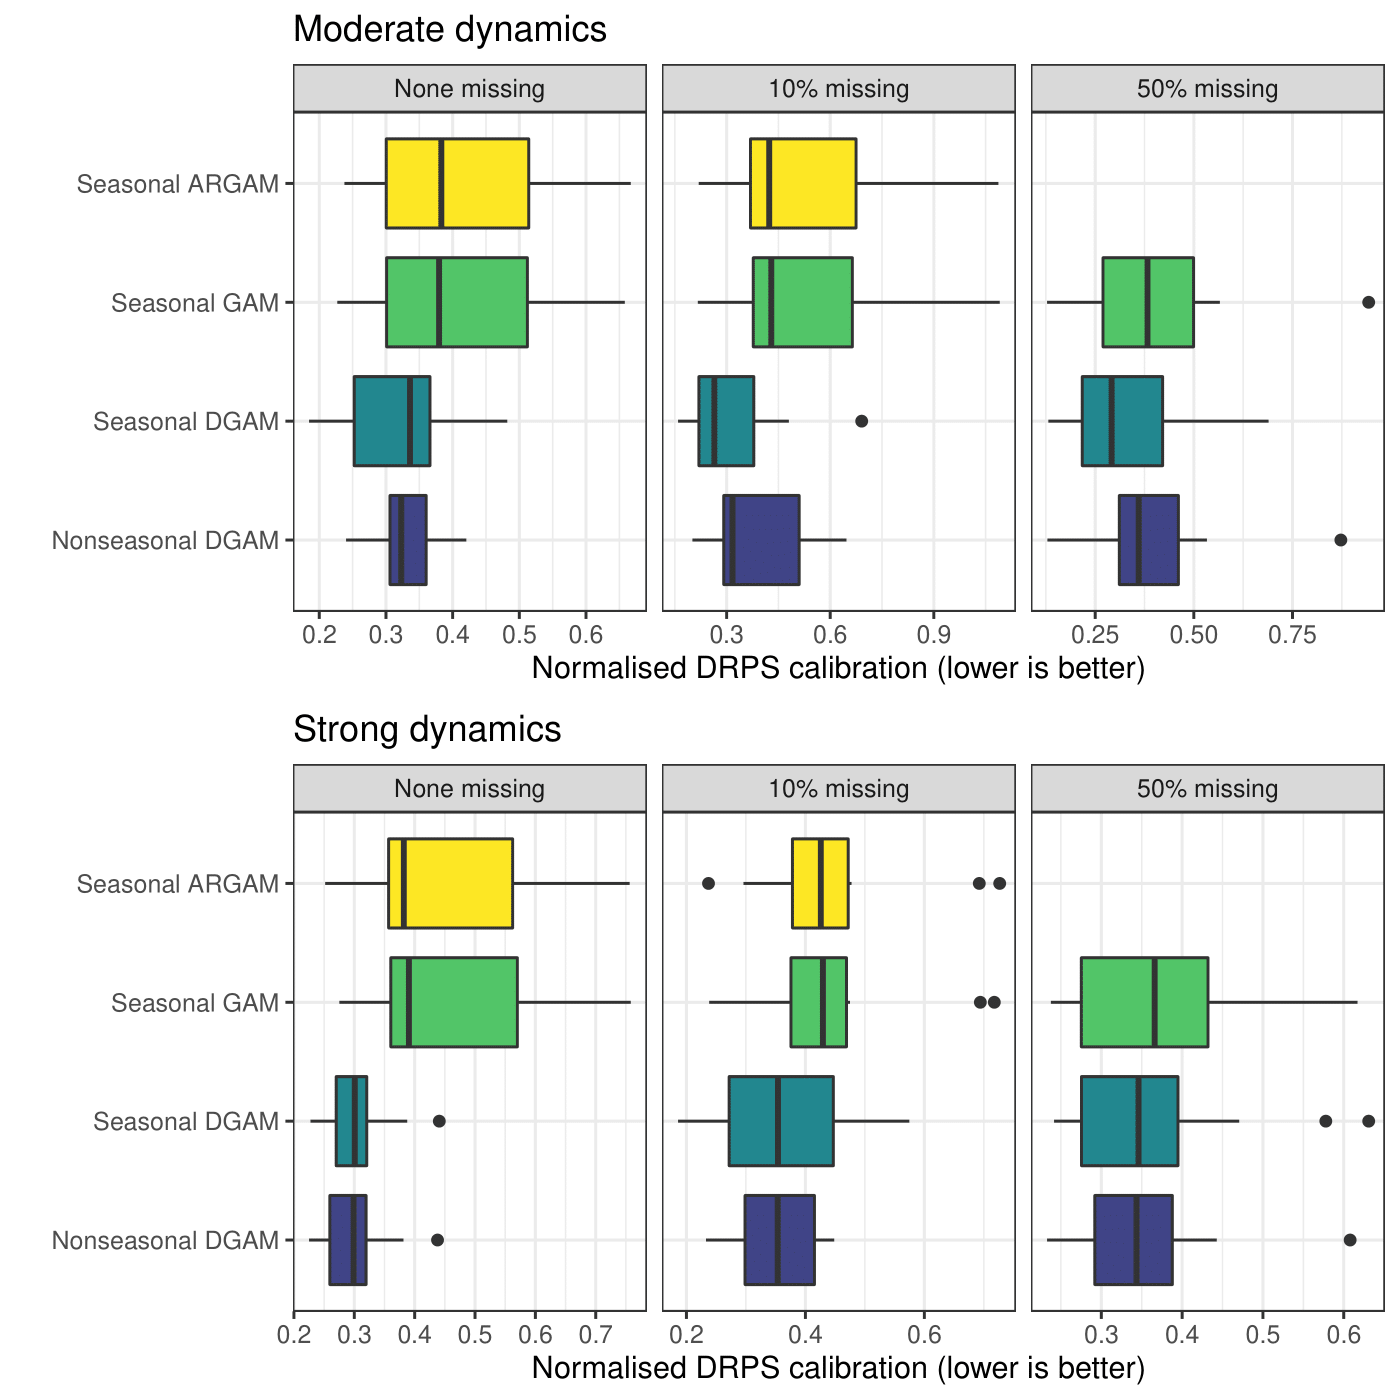 Moderate dynamics
None missing 10% missing 50% missing
Seasonal ARGAM
Seasonal GAM
Seasonal DGAM
Nonseasonal DGAM
0.2 0.3 0.4 0.5 0.6 0.3 0.6 0.9 0.25 0.50 0.75
Normalised DRPS calibration (lower is better)
Strong dynamics
None missing 10% missing 50% missing
Seasonal ARGAM
Seasonal GAM
Seasonal DGAM
Nonseasonal DGAM
0.2 0.3 0.4 0.5 0.6 0.7 0.2 0.4 0.6 0.3 0.4 0.5 0.6
Normalised DRPS calibration (lower is better)